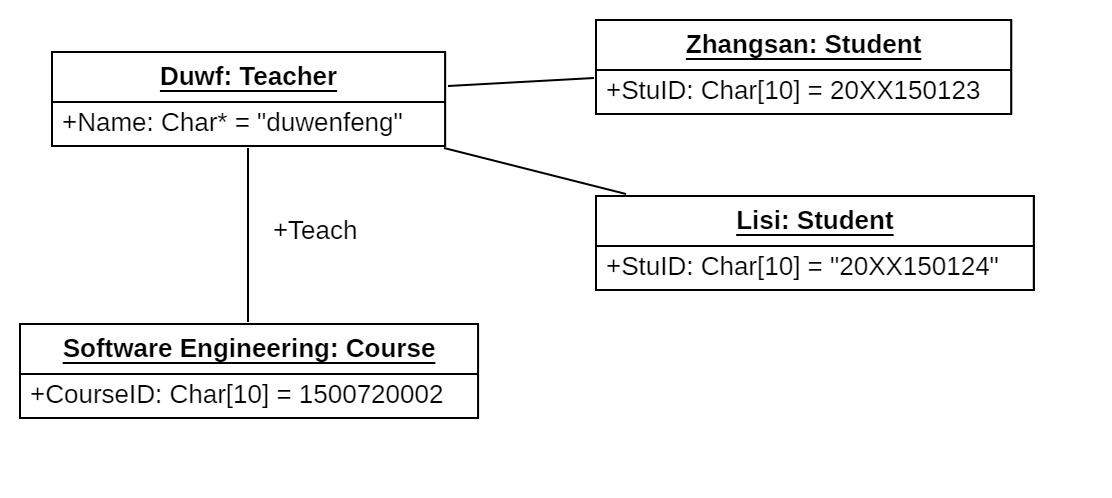 Duwf: Teacher
+Name: Char* = "duwenfeng"
Zhangsan: Student
+StuID: Char[10] = 20XX150123
Lisi: Student
+StuID: Char[10] = "20XX150124"
+Teach
Software Engineering: Course
+CourseID: Char[10] = 1500720002